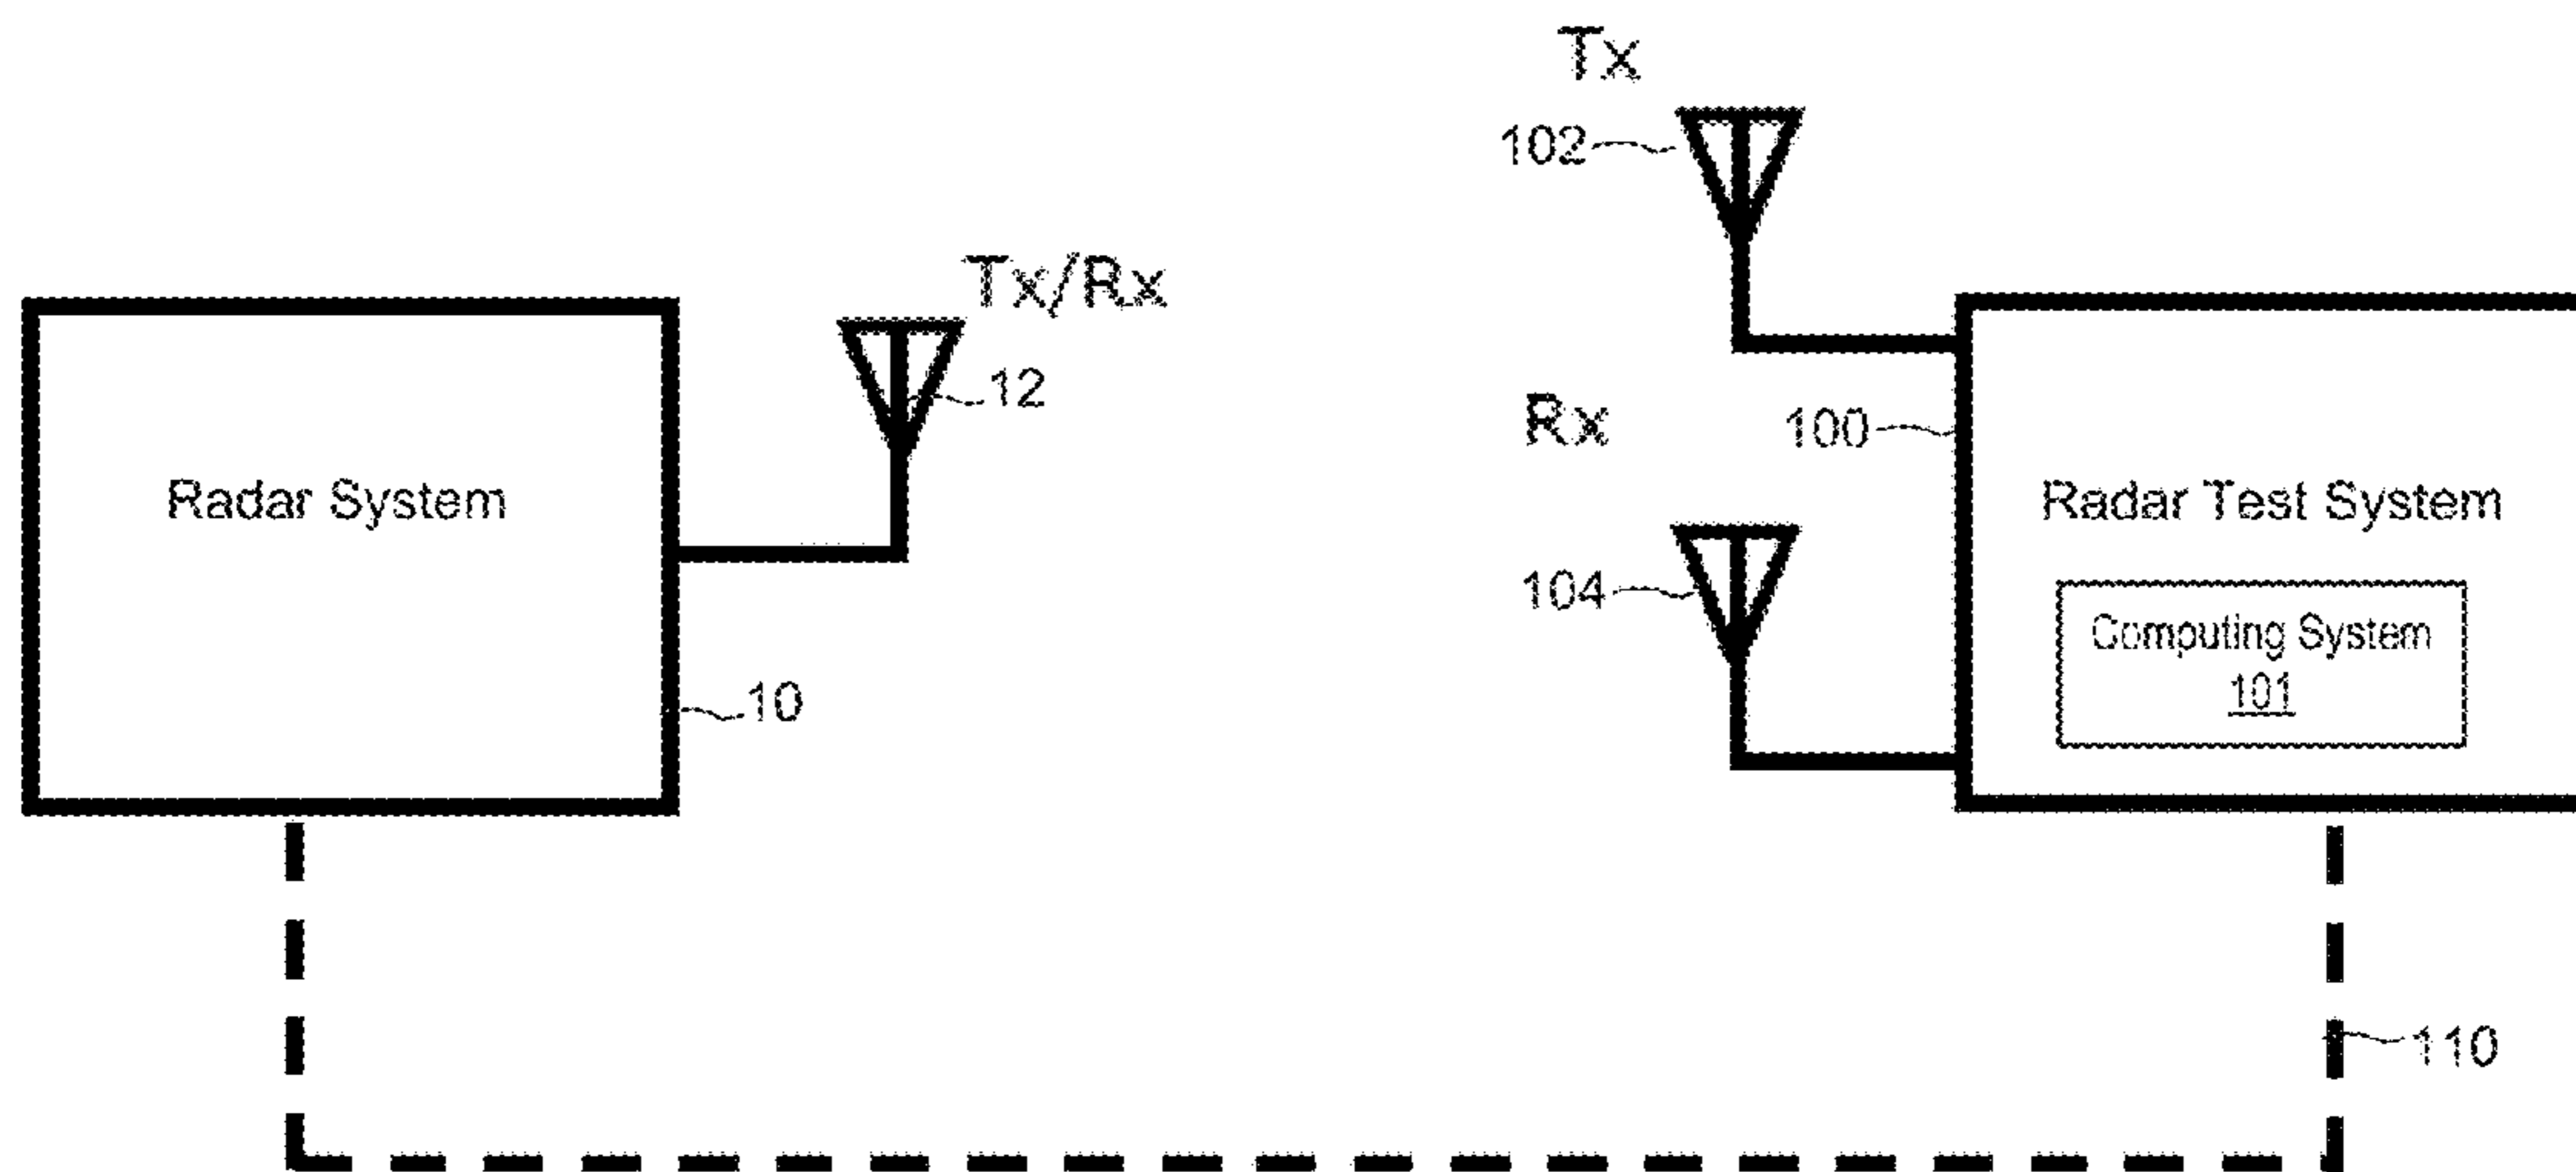 Tx
102
Tx/Rx
12
Rx
100
Radar System
Radar Test System
104
Computing System
101
10
110